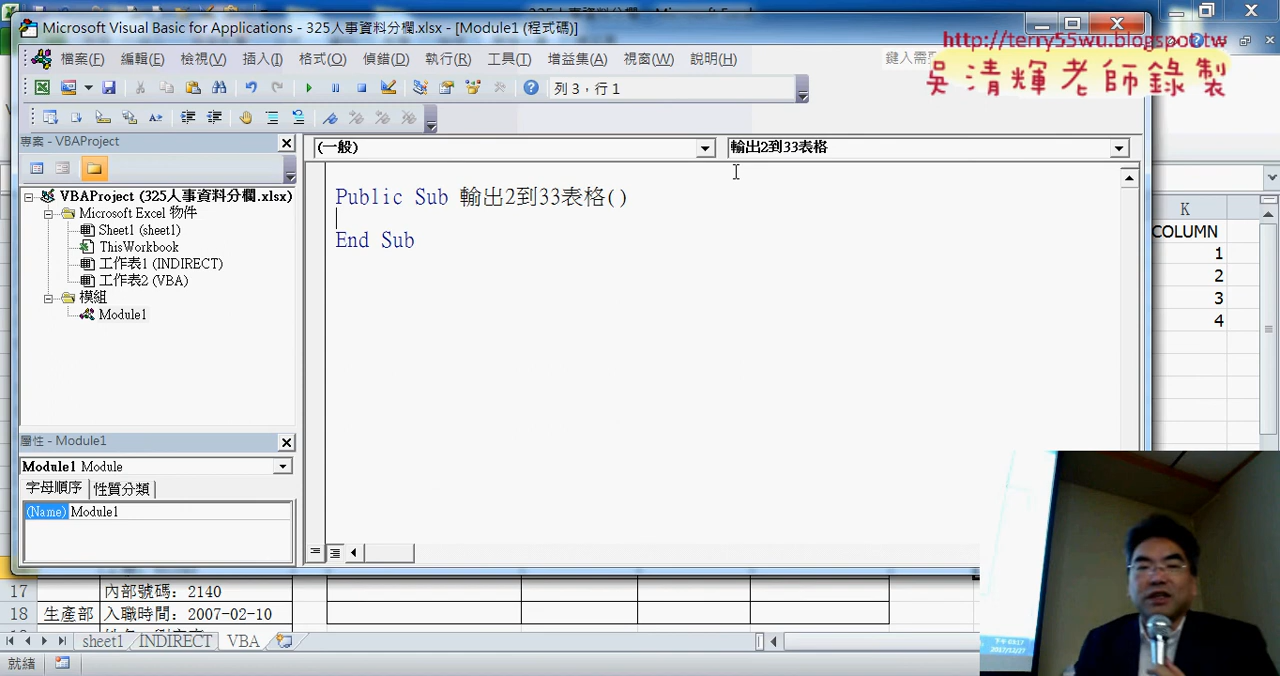 Microsoft Visual Basic for Applications - 325人事資料分欄.xlsx - [Module1 (程式碼)]
http://terry55wu.blogspot.tw
吳清輝老師錄製
檔案(F) 編輯(E) 檢視(V) 插入(I) 格式(O) 偵錯(D) 執行(R) 工具(T) 增益集(A) 視窗(W) 說明(H)
列 3，行 1
專案 - VBAProject
(一般)
輸出2到33表格
VBAProject (325人事資料分欄.xlsx)
Microsoft Excel 物件
Sheet1 (sheet1)
ThisWorkbook
工作表1 (INDIRECT)
工作表2 (VBA)
模組
Module1
Public Sub 輸出2到33表格()
End Sub
K
COLUMN
1
2
3
4
屬性 - Module1
Module1 Module
字母順序 性質分類
(Name) Module1
17 內部號碼: 2140
18 生產部 入職時間: 2007-02-10
sheet1 INDIRECT VBA
就緒
下午 03:17
2017/12/27